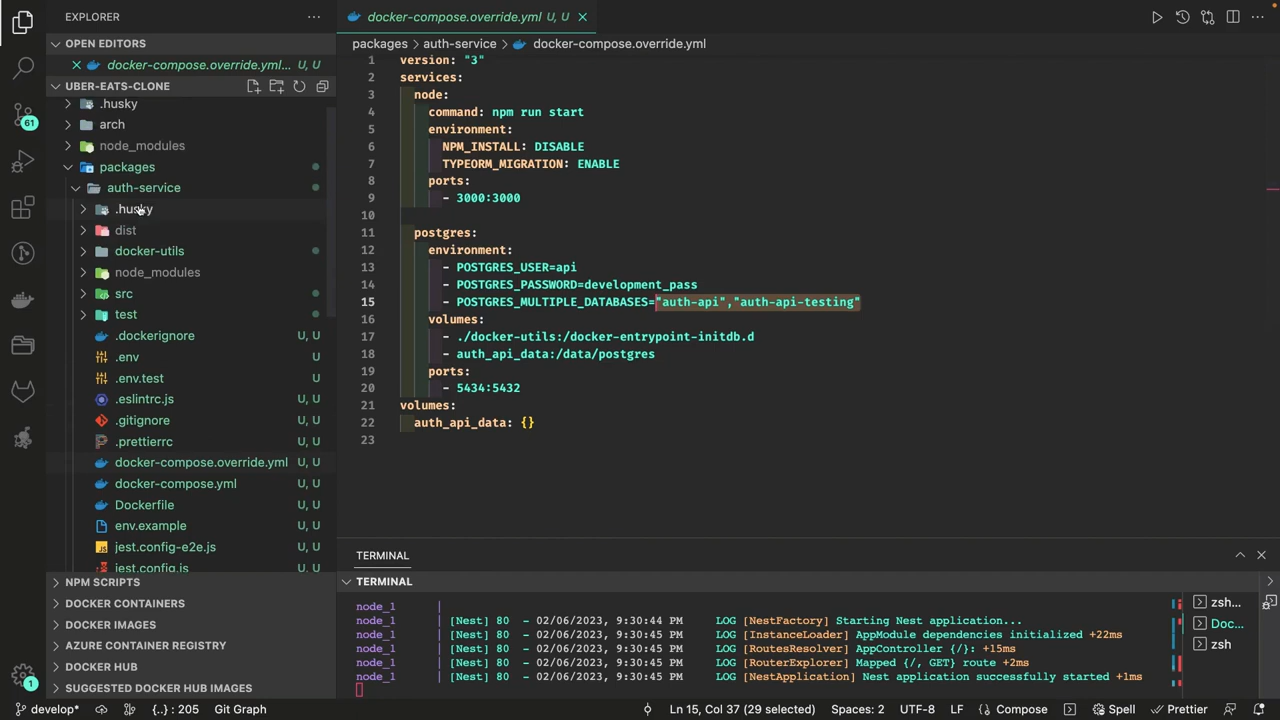 EXPLORER ···
OPEN EDITORS
docker-compose.override.yml... U, U
UBER-EATS-CLONE
.husky
arch
node_modules
packages
auth-service
.husky
dist
docker-utils
node_modules
src
test
.dockerignore U, U
.env U, U
.env.test U, U
.eslintrc.js U, U
.gitignore U, U
.prettierrc U, U
docker-compose.override.yml U, U
docker-compose.yml U, U
Dockerfile U, U
env.example U, U
jest.config-e2e.js U, U
jest.config.js U, U
NPM SCRIPTS
DOCKER CONTAINERS
DOCKER IMAGES
AZURE CONTAINER REGISTRY
DOCKER HUB
SUGGESTED DOCKER HUB IMAGES
61
1
docker-compose.override.yml U, U
packages > auth-service > docker-compose.override.yml
1 version: "3"
2 services:
3 node:
4 command: npm run start
5 environment:
6 NPM_INSTALL: DISABLE
7 TYPEORM_MIGRATION: ENABLE
8 ports:
9 - 3000:3000
10
11 postgres:
12 environment:
13 - POSTGRES_USER=api
14 - POSTGRES_PASSWORD=development_pass
15 - POSTGRES_MULTIPLE_DATABASES="auth-api","auth-api-testing"
16 volumes:
17 - ./docker-utils:/docker-entrypoint-initdb.d
18 - auth_api_data:/data/postgres
19 ports:
20 - 5434:5432
21 volumes:
22 auth_api_data: {}
23
TERMINAL
TERMINAL
node_1 |
node_1 | [Nest] 80 - 02/06/2023, 9:30:44 PM LOG [NestFactory] Starting Nest application...
node_1 | [Nest] 80 - 02/06/2023, 9:30:44 PM LOG [InstanceLoader] AppModule dependencies initialized +22ms
node_1 | [Nest] 80 - 02/06/2023, 9:30:44 PM LOG [RoutesResolver] AppController {/}: +15ms
node_1 | [Nest] 80 - 02/06/2023, 9:30:44 PM LOG [RouterExplorer] Mapped {/, GET} route +2ms
node_1 | [Nest] 80 - 02/06/2023, 9:30:44 PM LOG [NestApplication] Nest application successfully started +1ms
zsh...
Doc...
zsh
develop* {..} : 205 Git Graph Ln 15, Col 37 (29 selected) Spaces: 2 UTF-8 LF {} Compose Spell Prettier